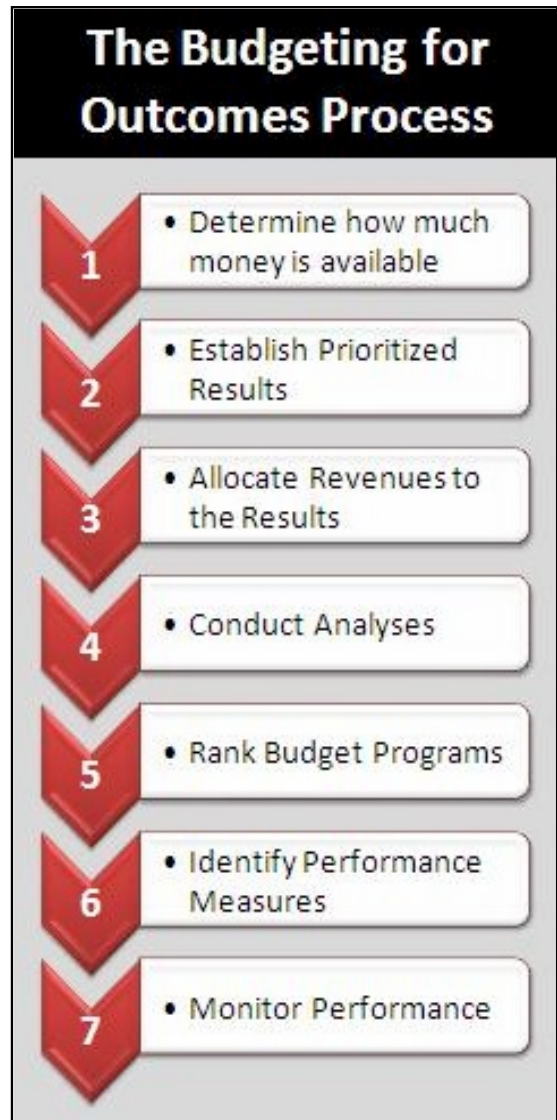 The Budgeting for
Outcomes Process
1
• Determine how much
money is available
2
• Establish Prioritized
Results
3
• Allocate Revenues to
the Results
4
• Conduct Analyses
5
• Rank Budget Programs
6
• Identify Performance
Measures
7
• Monitor Performance